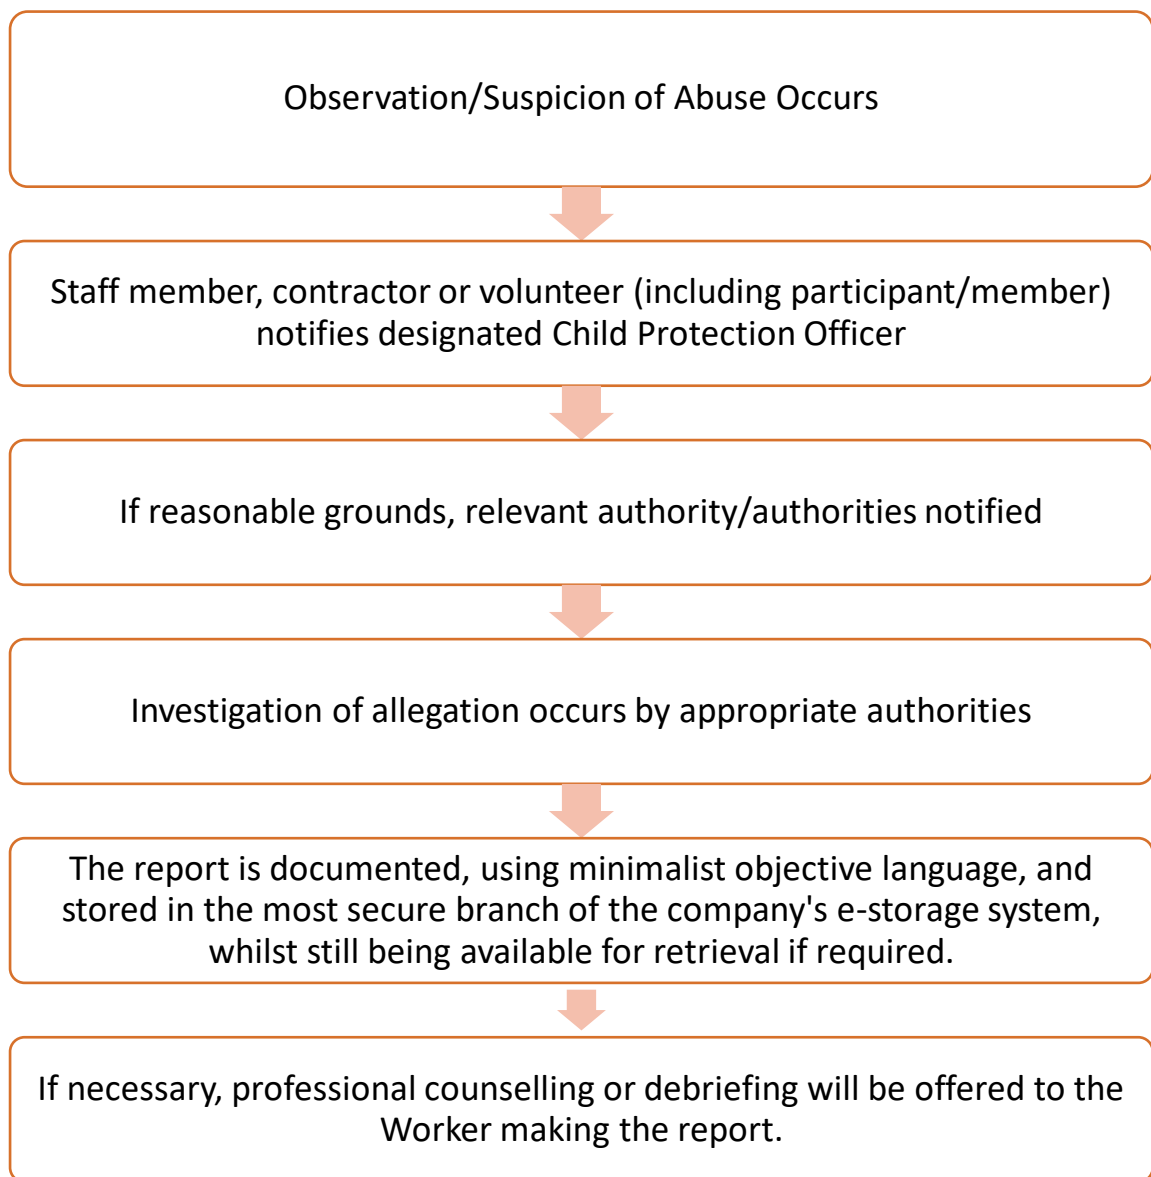 Observation/Suspicion of Abuse Occurs
Staff member, contractor or volunteer (including participant/member)
notifies designated Child Protection Officer
If reasonable grounds, relevant authority/authorities notified
Investigation of allegation occurs by appropriate authorities
The report is documented, using minimalist objective language, and
stored in the most secure branch of the company's e-storage system,
whilst still being available for retrieval if required.
If necessary, professional counselling or debriefing will be offered to the
Worker making the report.